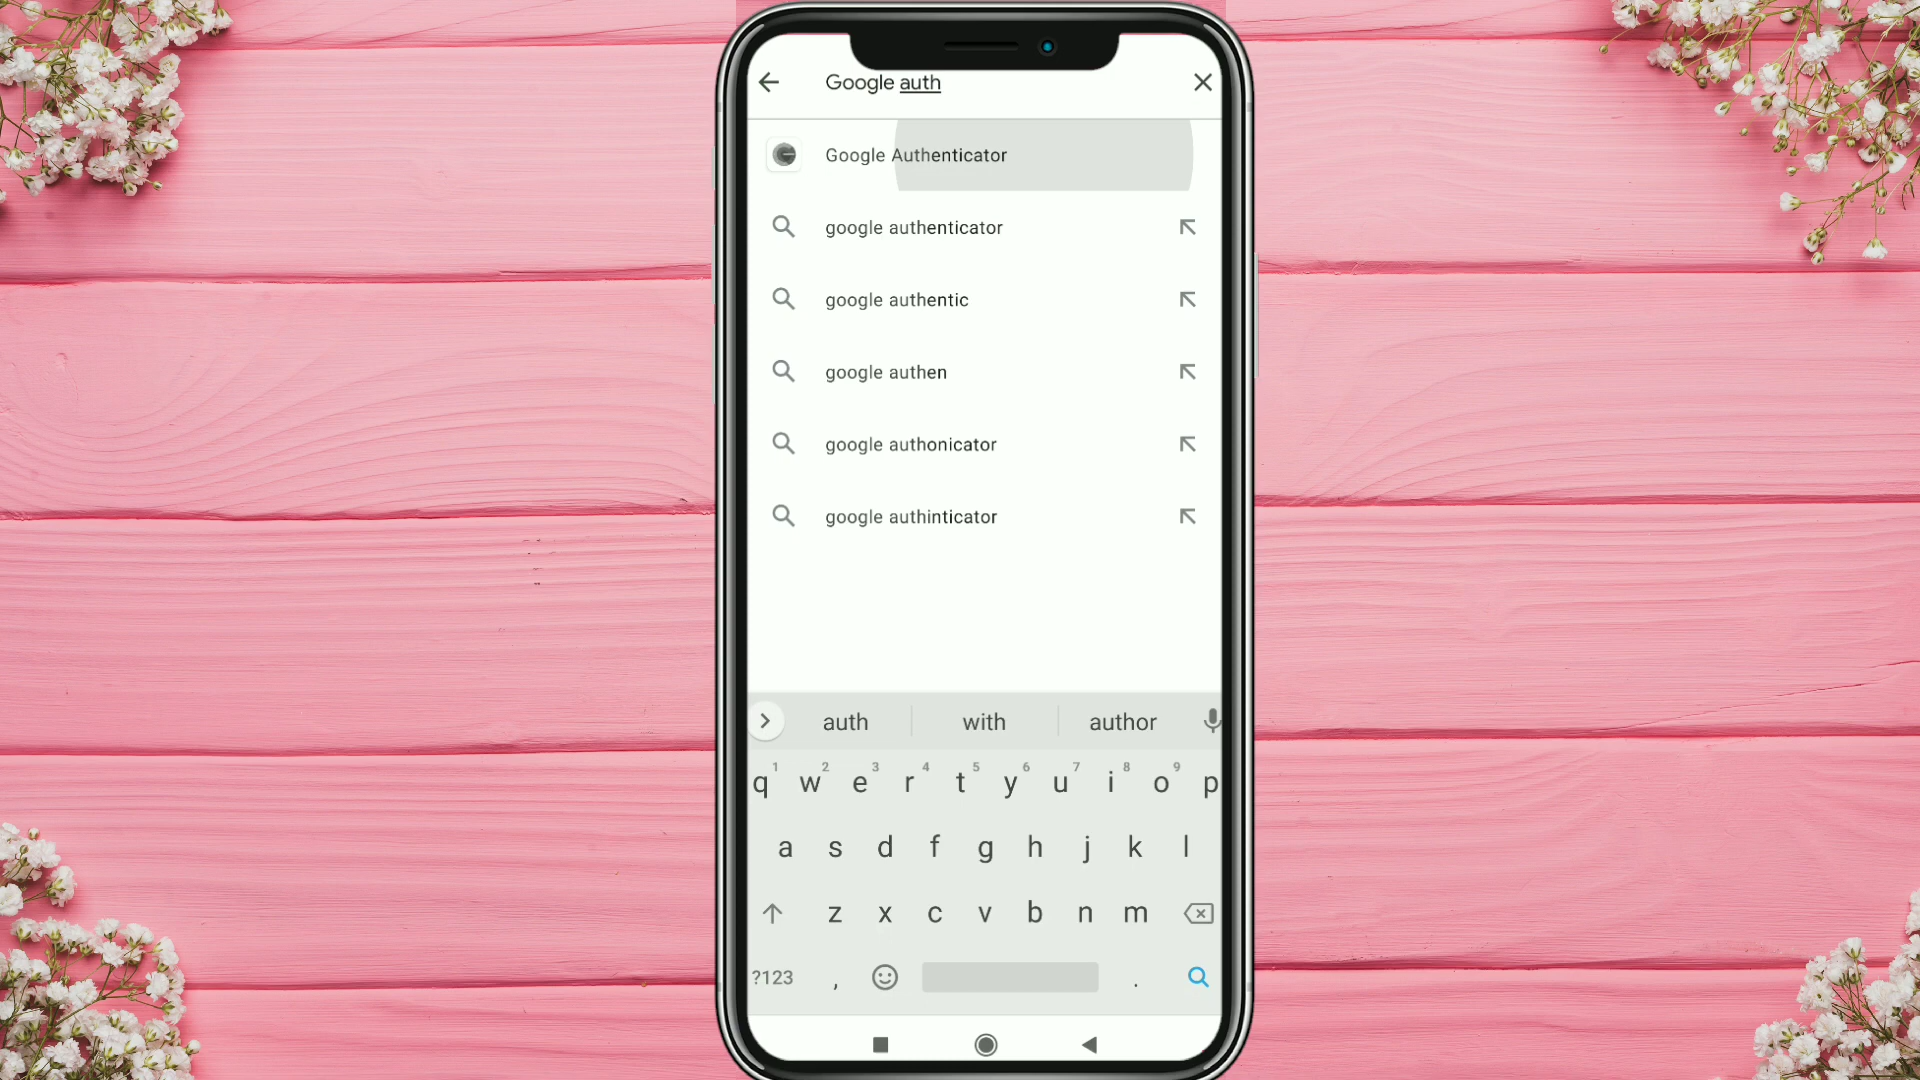 Google auth
Google Authenticator
google authenticator
google authentic
google authen
google authonicator
google authinticator
auth with author
1 2 3 4 5 6 7 8 9
q w e r t y u i o p
a s d f g h j k l
z x c v b n m
?123 , .